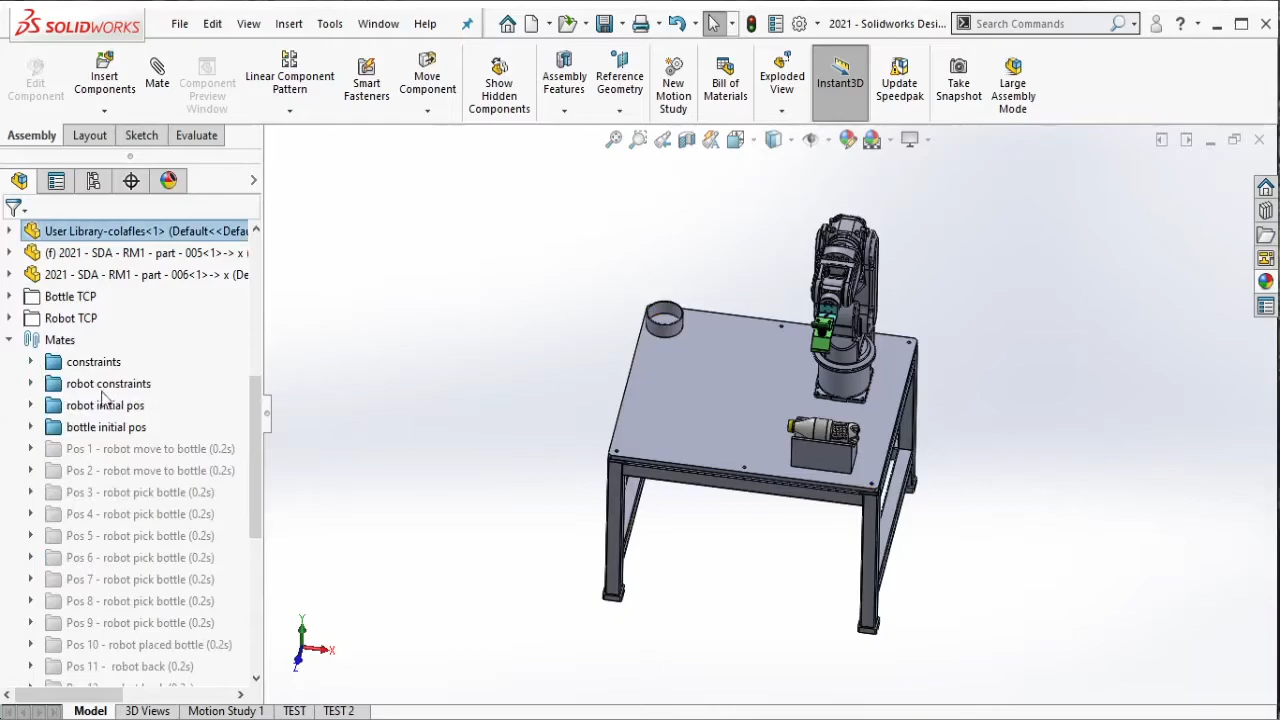 SOLIDWORKS
File Edit View Insert Tools Window Help
2021 - Solidworks Desi...
Search Commands
Edit Component
Insert Components
Mate
Component Preview Window
Linear Component Pattern
Smart Fasteners
Move Component
Show Hidden Components
Assembly Features
Reference Geometry
New Motion Study
Bill of Materials
Exploded View
Instant3D
Update Speedpak
Take Snapshot
Large Assembly Mode
Assembly Layout Sketch Evaluate
User Library-colafles<1> (Default<<Defau
(f) 2021 - SDA - RM1 - part - 005<1>-> x (
2021 - SDA - RM1 - part - 006<1>-> x (De
Bottle TCP
Robot TCP
Mates
constraints
robot constraints
robot initial pos
bottle initial pos
Pos 1 - robot move to bottle (0.2s)
Pos 2 - robot move to bottle (0.2s)
Pos 3 - robot pick bottle (0.2s)
Pos 4 - robot pick bottle (0.2s)
Pos 5 - robot pick bottle (0.2s)
Pos 6 - robot pick bottle (0.2s)
Pos 7 - robot pick bottle (0.2s)
Pos 8 - robot pick bottle (0.2s)
Pos 9 - robot pick bottle (0.2s)
Pos 10 - robot placed bottle (0.2s)
Pos 11 - robot back (0.2s)
Y
X
Z
Model 3D Views Motion Study 1 TEST TEST 2